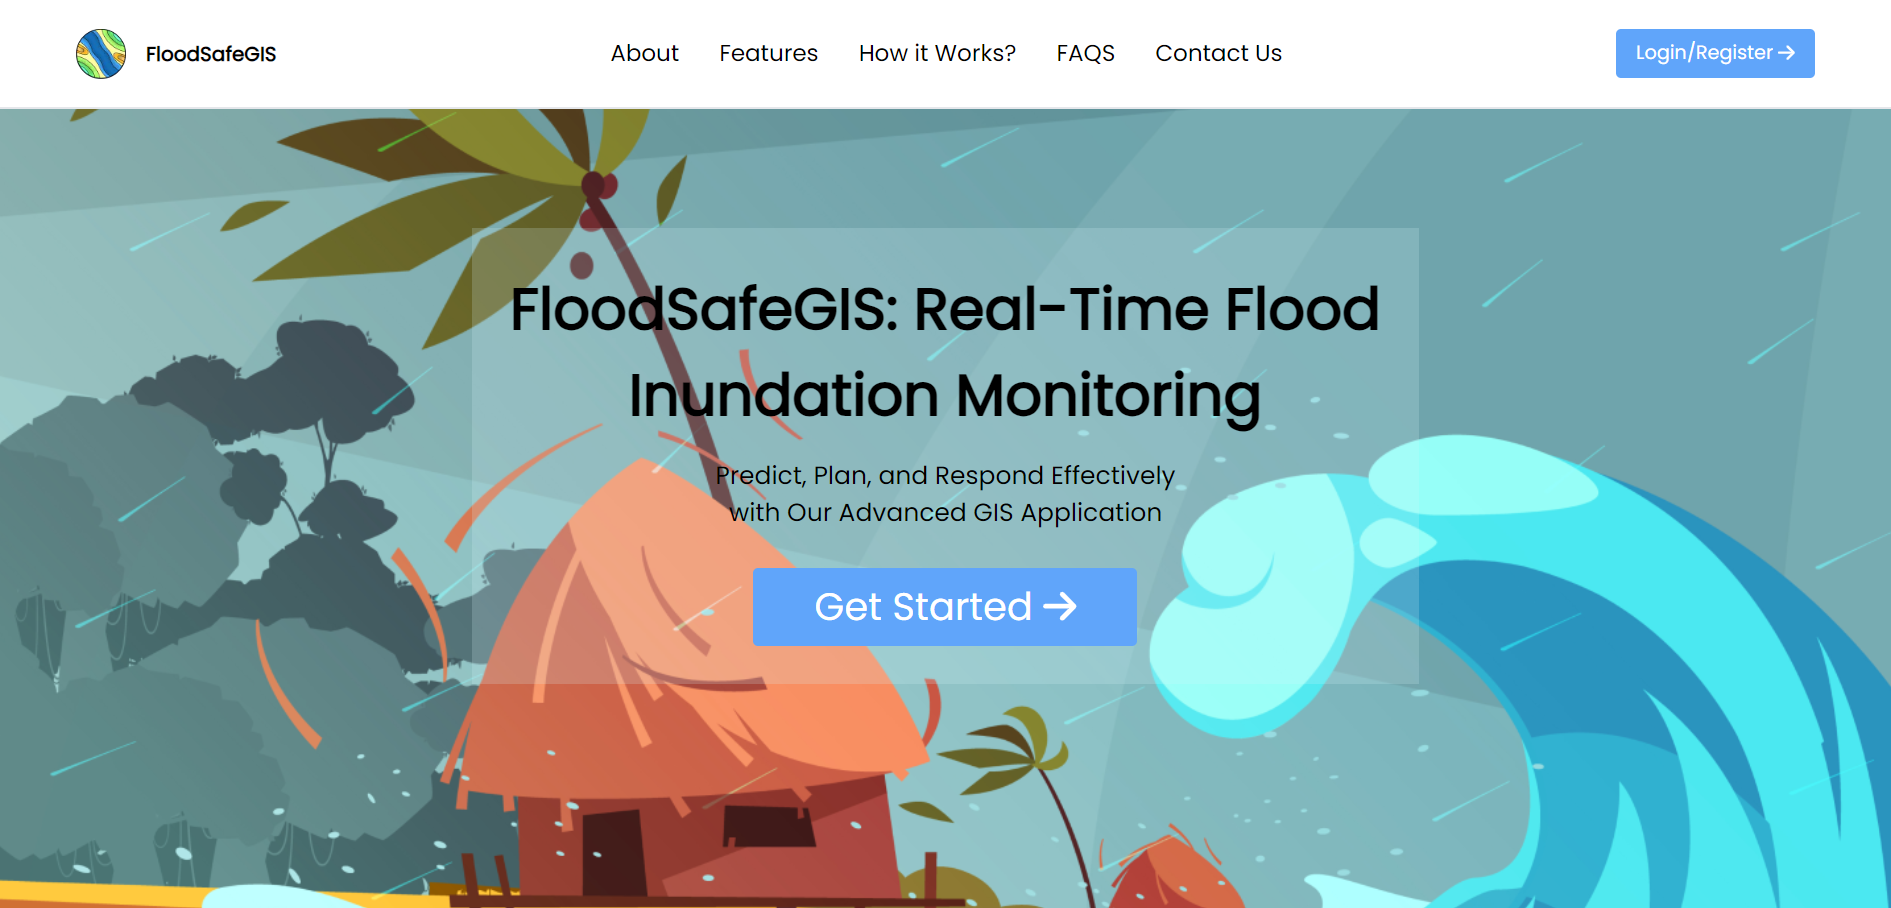 FloodSafeGIS
About
Features
How it Works?
FAQS
Contact Us
Login/Register
FloodSafeGIS: Real-Time Flood
Inundation Monitoring
Predict, Plan, and Respond Effectively
with Our Advanced GIS Application
Get Started